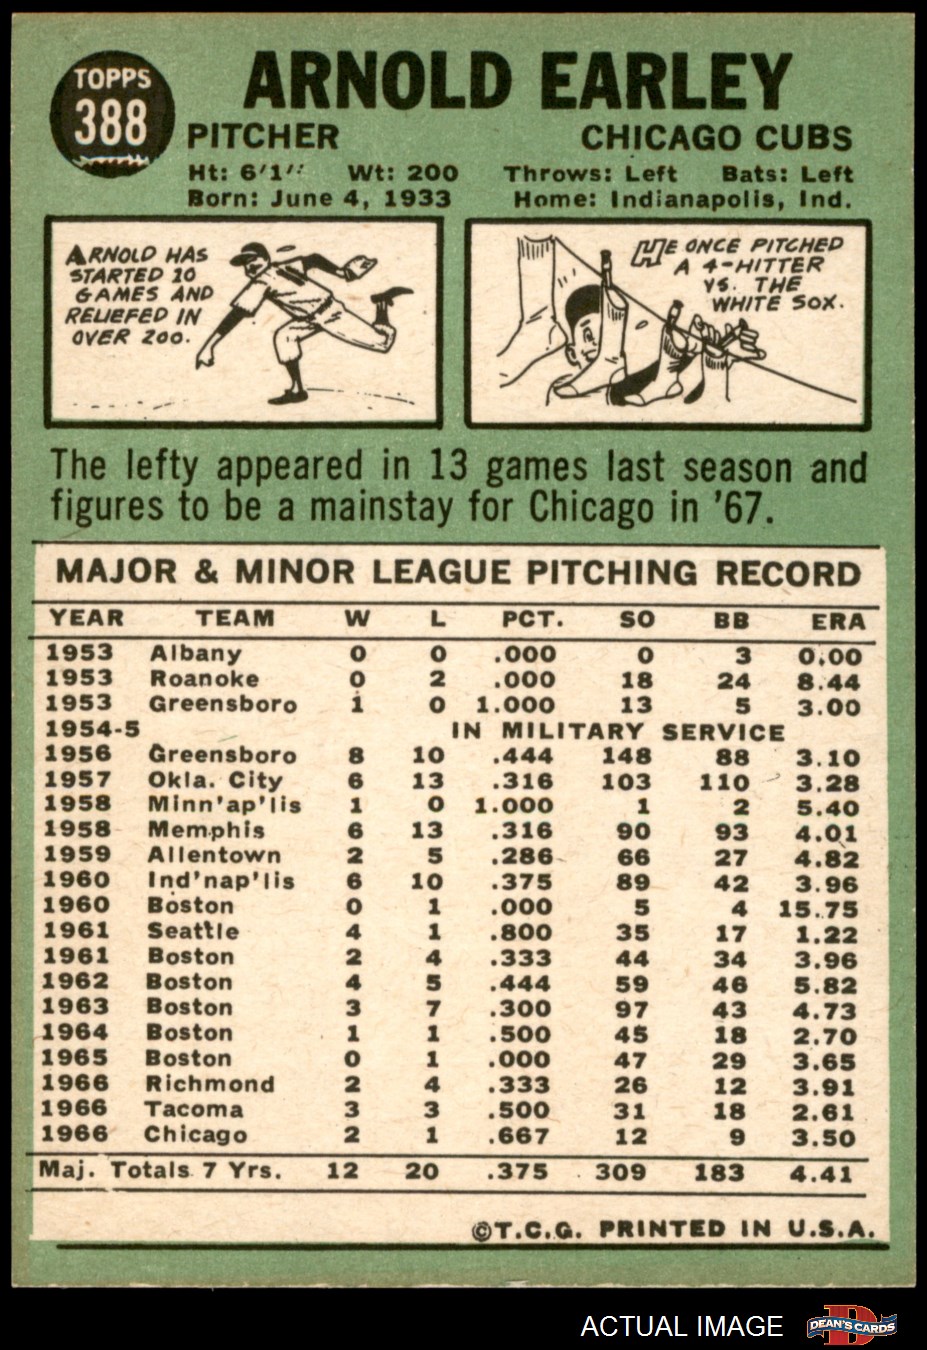 TOPPS
388
ARNOLD EARLEY
PITCHER CHICAGO CUBS
Ht: 6'1" Wt: 200 Throws: Left Bats: Left
Born: June 4, 1933 Home: Indianapolis, Ind.
ARNOLD HAS
STARTED 10
GAMES AND
RELIEFED IN
OVER 200.
HE ONCE PITCHED
A 4-HITTER
VS. THE
WHITE SOX.
The lefty appeared in 13 games last season and
figures to be a mainstay for Chicago in '67.
MAJOR & MINOR LEAGUE PITCHING RECORD
YEAR TEAM W L PCT. SO BB ERA
1953 Albany 0 0 .000 0 3 0.00
1953 Roanoke 0 2 .000 18 24 8.44
1953 Greensboro 1 0 1.000 13 5 3.00
1954-5 IN MILITARY SERVICE
1956 Greensboro 8 10 .444 148 88 3.10
1957 Okla. City 6 13 .316 103 110 3.28
1958 Minn'ap'lis 1 0 1.000 1 2 5.40
1958 Memphis 6 13 .316 90 93 4.01
1959 Allentown 2 5 .286 66 27 4.82
1960 Ind'nap'lis 6 10 .375 89 42 3.96
1960 Boston 0 1 .000 5 4 15.75
1961 Seattle 4 1 .800 35 17 1.22
1961 Boston 2 4 .333 44 34 3.96
1962 Boston 4 5 .444 59 46 5.82
1963 Boston 3 7 .300 97 43 4.73
1964 Boston 1 1 .500 45 18 2.70
1965 Boston 0 1 .000 47 29 3.65
1966 Richmond 2 4 .333 26 12 3.91
1966 Tacoma 3 3 .500 31 18 2.61
1966 Chicago 2 1 .667 12 9 3.50
Maj. Totals 7 Yrs. 12 20 .375 309 183 4.41
©T.C.G. PRINTED IN U.S.A.
ACTUAL IMAGE
D
DEAN'S CARDS